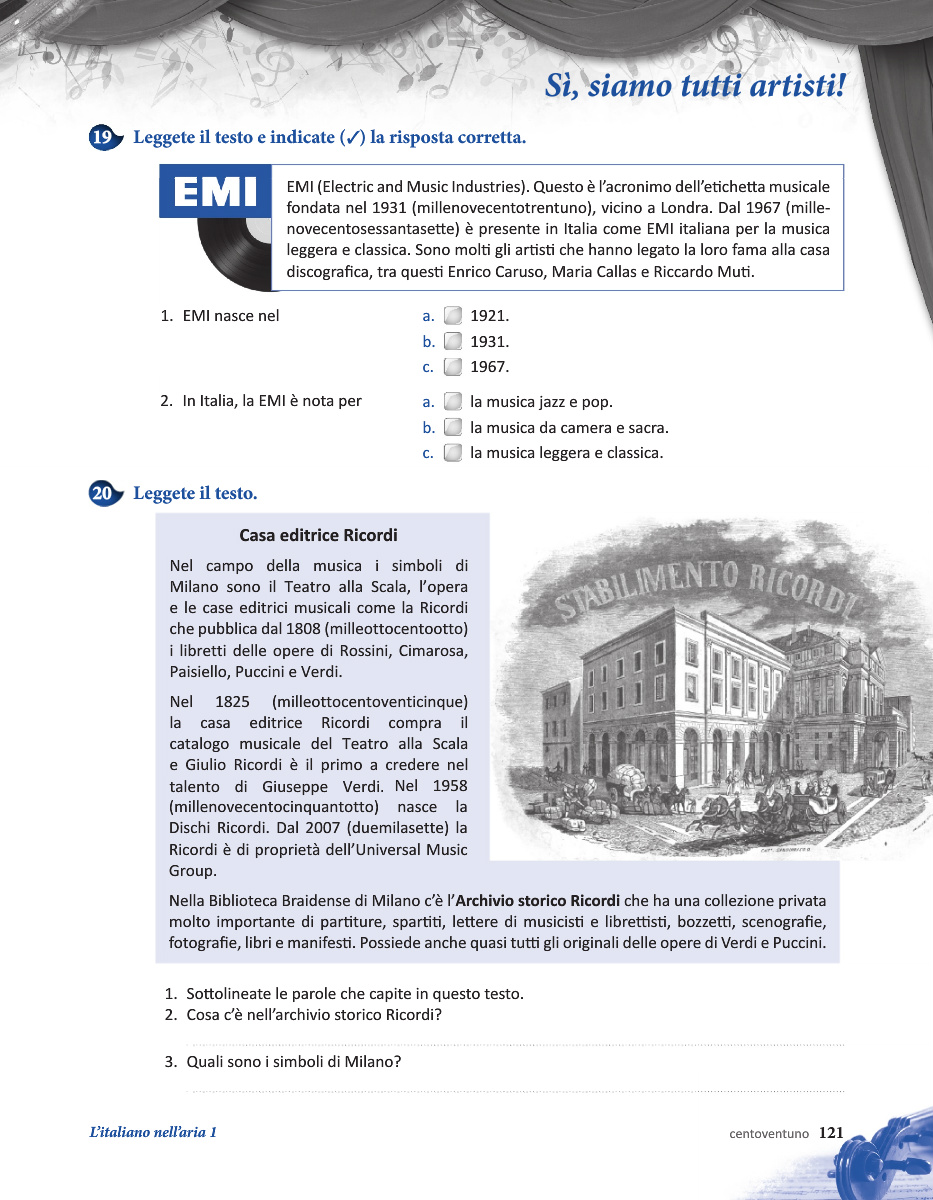 Sì, siamo tutti artisti!
19 Leggete il testo e indicate (✓) la risposta corretta.
EMI
EMI (Electric and Music Industries). Questo è l'acronimo dell'etichetta musicale
fondata nel 1931 (millenovecentotrentuno), vicino a Londra. Dal 1967 (mille-
novecentosessantasette) è presente in Italia come EMI italiana per la musica
leggera e classica. Sono molti gli artisti che hanno legato la loro fama alla casa
discografica, tra questi Enrico Caruso, Maria Callas e Riccardo Muti.
1. EMI nasce nel
a. 1921.
b. 1931.
c. 1967.
2. In Italia, la EMI è nota per
a. la musica jazz e pop.
b. la musica da camera e sacra.
c. la musica leggera e classica.
20 Leggete il testo.
Casa editrice Ricordi
Nel campo della musica i simboli di
Milano sono il Teatro alla Scala, l'opera
e le case editrici musicali come la Ricordi
che pubblica dal 1808 (milleottocentootto)
i libretti delle opere di Rossini, Cimarosa,
Paisiello, Puccini e Verdi.
Nel 1825 (milleottocentoventicinque)
la casa editrice Ricordi compra il
catalogo musicale del Teatro alla Scala
e Giulio Ricordi è il primo a credere nel
talento di Giuseppe Verdi. Nel 1958
(millenovecentocinquantotto) nasce la
Dischi Ricordi. Dal 2007 (duemilasette) la
Ricordi è di proprietà dell'Universal Music
Group.
STABILIMENTO RICORDI
Nella Biblioteca Braidense di Milano c'è l'Archivio storico Ricordi che ha una collezione privata
molto importante di partiture, spartiti, lettere di musicisti e librettisti, bozzetti, scenografie,
fotografie, libri e manifesti. Possiede anche quasi tutti gli originali delle opere di Verdi e Puccini.
1. Sottolineate le parole che capite in questo testo.
2. Cosa c'è nell'archivio storico Ricordi?
3. Quali sono i simboli di Milano?
L'italiano nell'aria 1
centoventuno 121